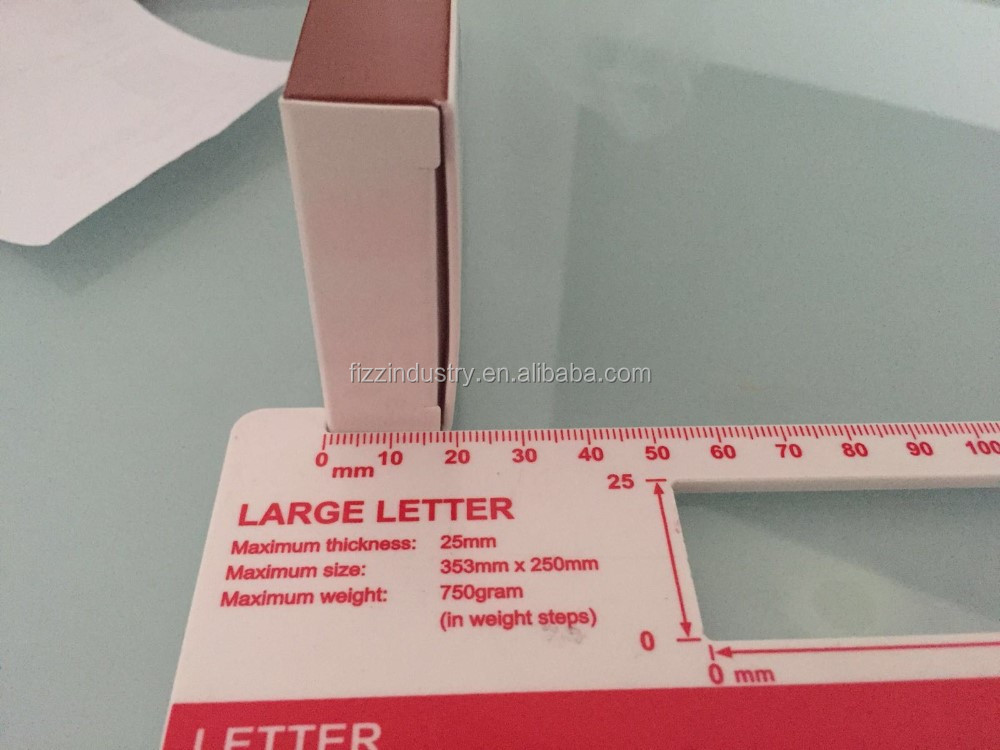 fizzindustry.en.alibaba.com
0 10 20 30 40 50 60 70 80 90 100
mm
25
LARGE LETTER
Maximum thickness: 25mm
Maximum size: 353mm x 250mm
Maximum weight: 750gram
(in weight steps)
0
0 mm
LETTER